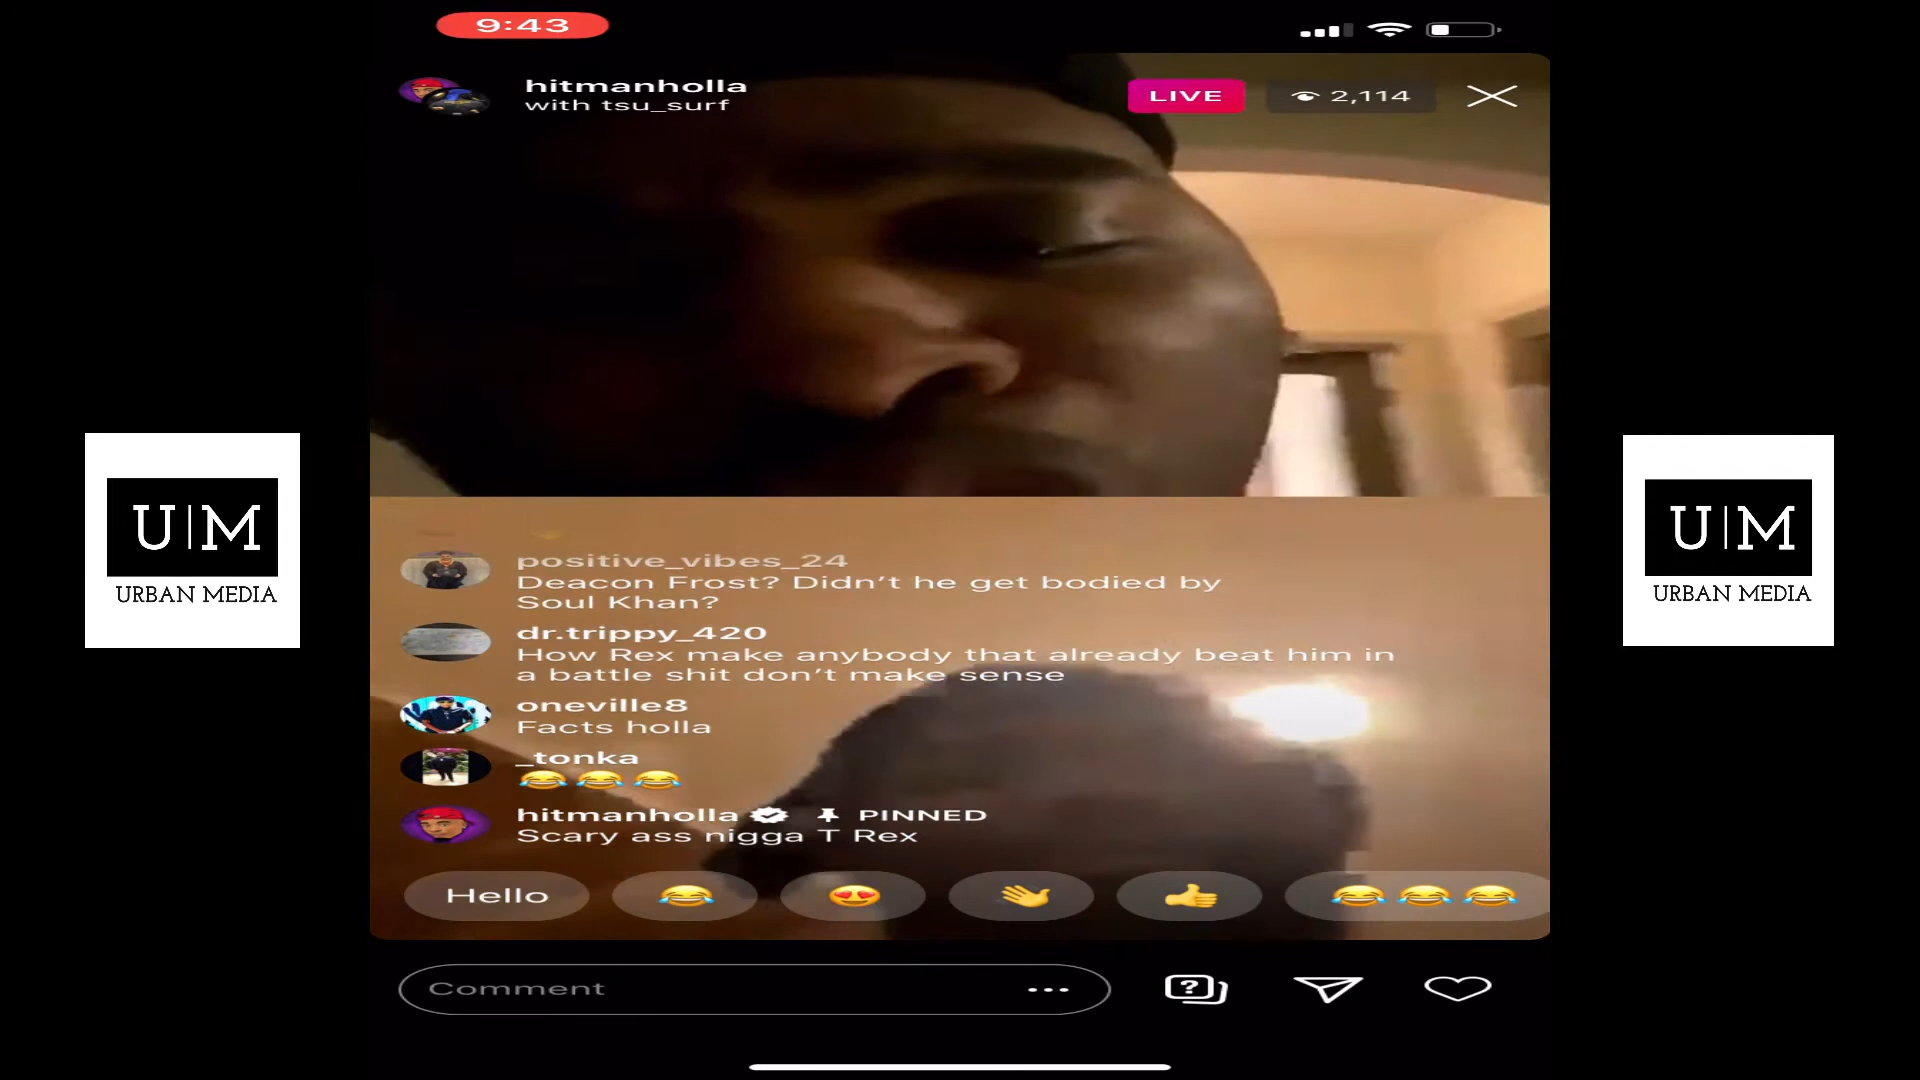 9:43
hitmanholla
with tsu_surf
LIVE
2,114
positive_vibes_24
Deacon Frost? Didn't he get bodied by
Soul Khan?
dr.trippy_420
How Rex make anybody that already beat him in
a battle shit don't make sense
oneville8
Facts holla
_tonka
😂😂😂
hitmanholla PINNED
Scary ass nigga T Rex
Hello 😂 😍 👋 👍 😂😂😂
Comment
U|M
URBAN MEDIA
U|M
URBAN MEDIA